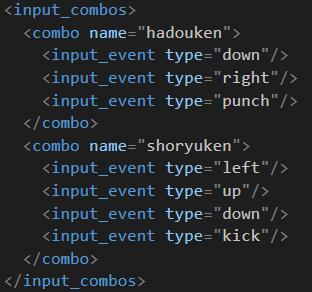 <input_combos>
  <combo name="hadouken">
    <input_event type="down"/>
    <input_event type="right"/>
    <input_event type="punch"/>
  </combo>
  <combo name="shoryuken">
    <input_event type="left"/>
    <input_event type="up"/>
    <input_event type="down"/>
    <input_event type="kick"/>
  </combo>
</input_combos>